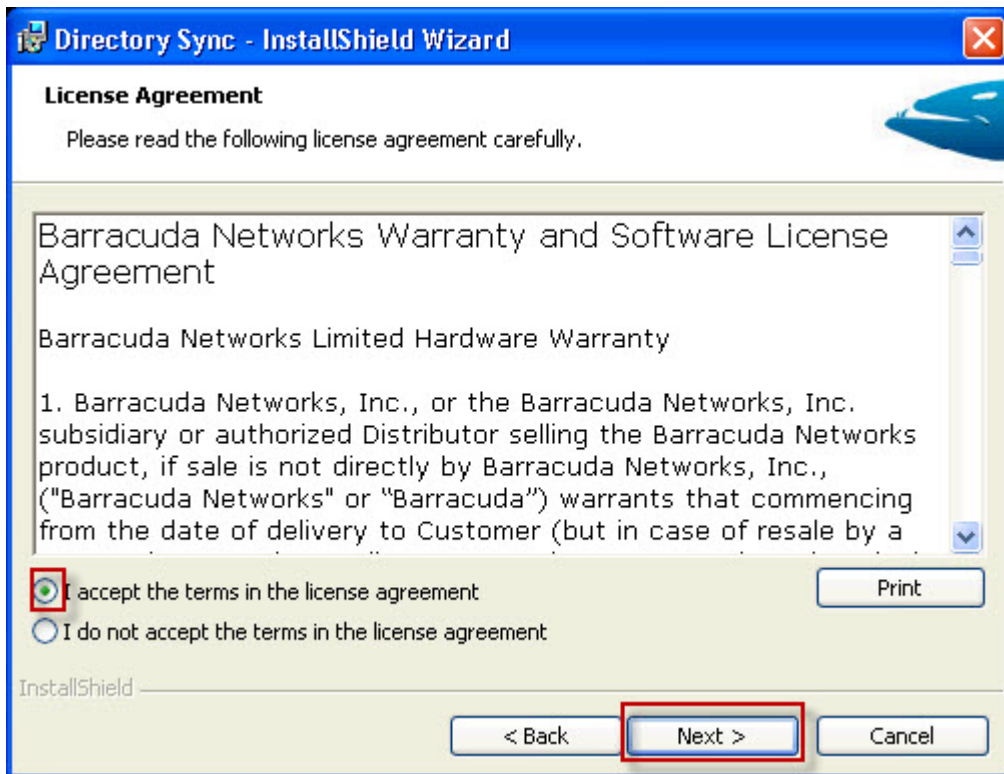 Directory Sync - InstallShield Wizard
License Agreement
Please read the following license agreement carefully.
Barracuda Networks Warranty and Software License
Agreement
Barracuda Networks Limited Hardware Warranty
1. Barracuda Networks, Inc., or the Barracuda Networks, Inc.
subsidiary or authorized Distributor selling the Barracuda Networks
product, if sale is not directly by Barracuda Networks, Inc.,
("Barracuda Networks" or “Barracuda”) warrants that commencing
from the date of delivery to Customer (but in case of resale by a
I accept the terms in the license agreement
Print
I do not accept the terms in the license agreement
InstallShield
< Back
Next >
Cancel